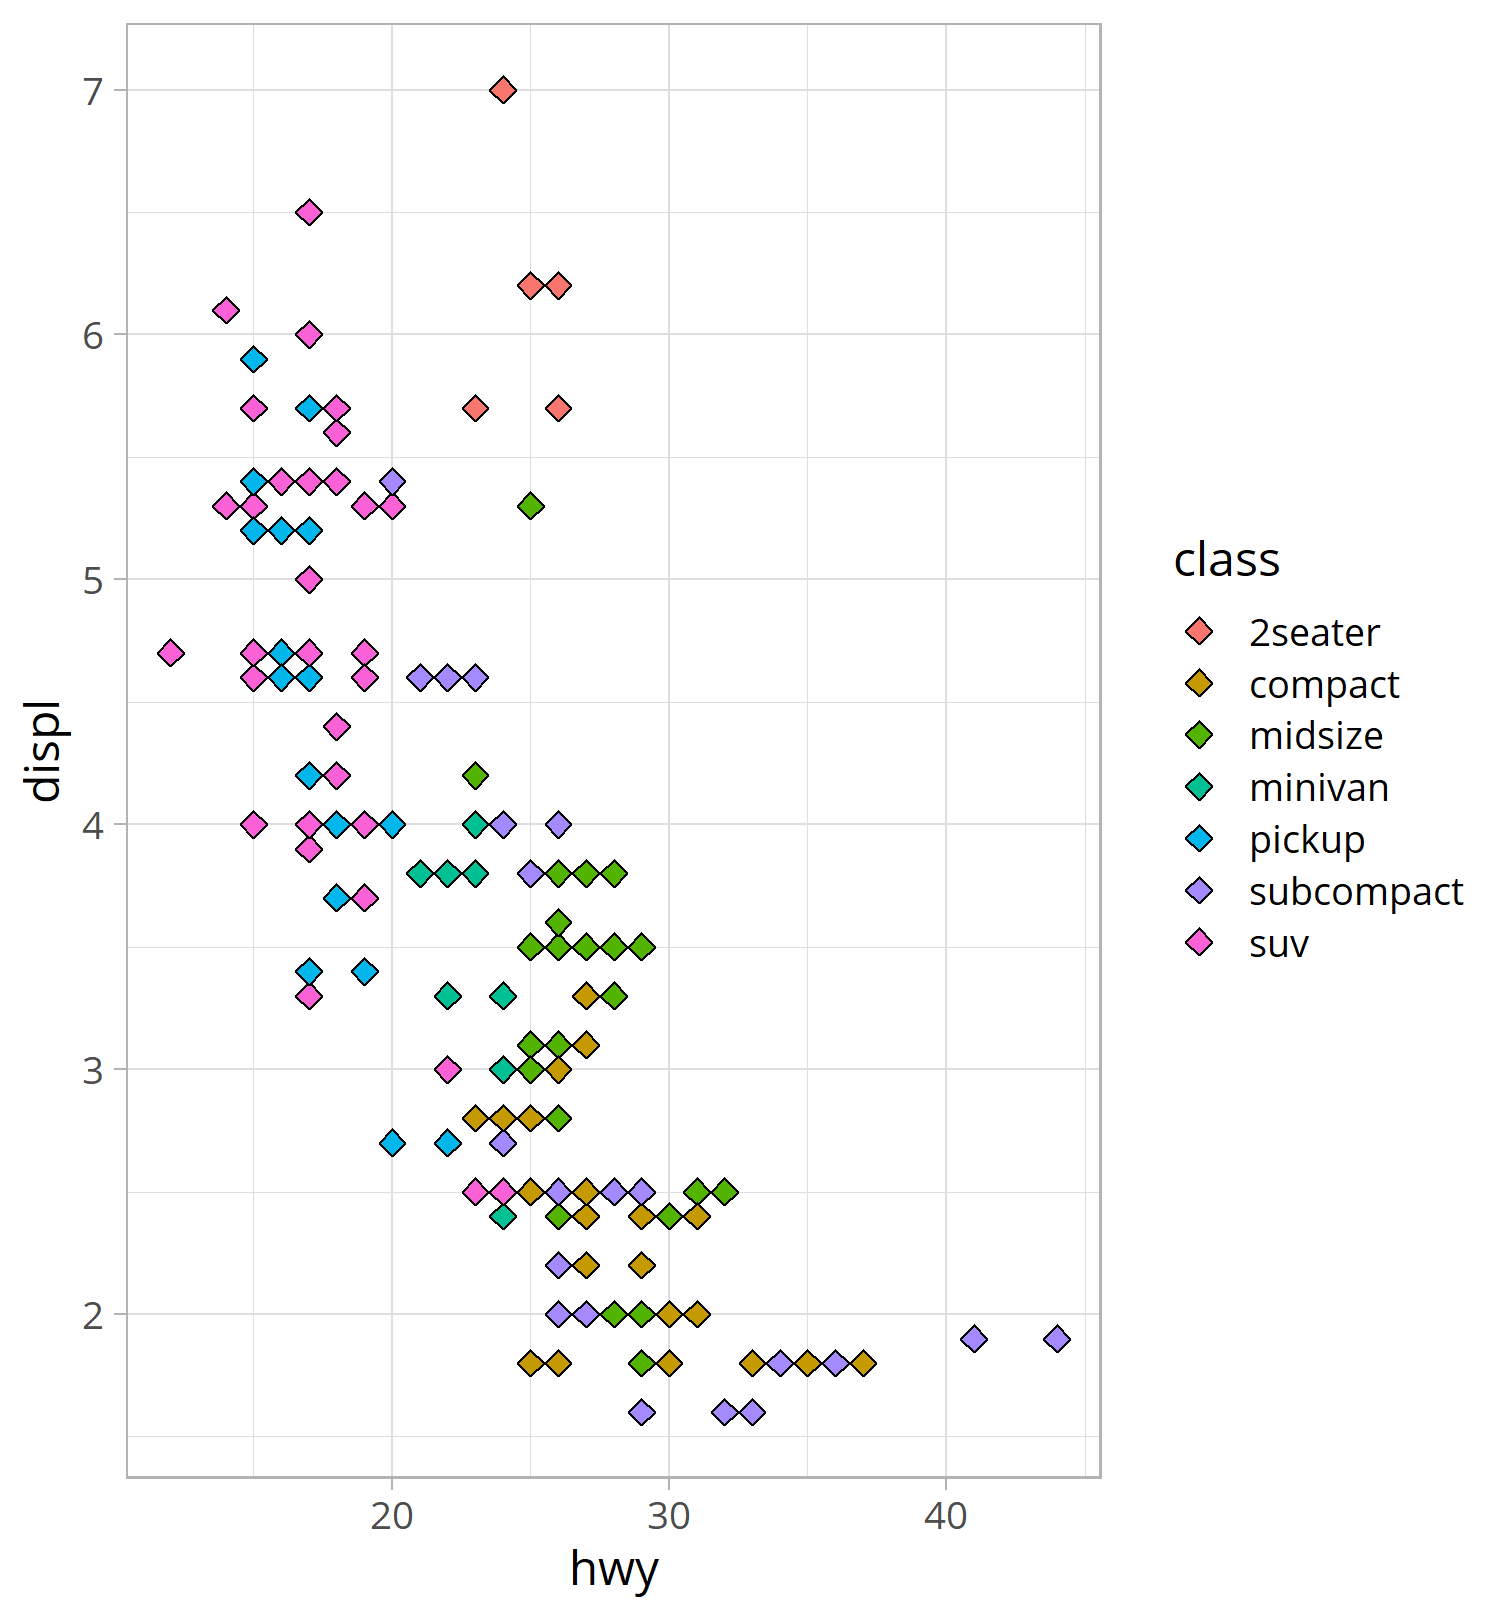 7
6
5
4
3
2
displ
20 30 40
hwy
class
2seater
compact
midsize
minivan
pickup
subcompact
suv